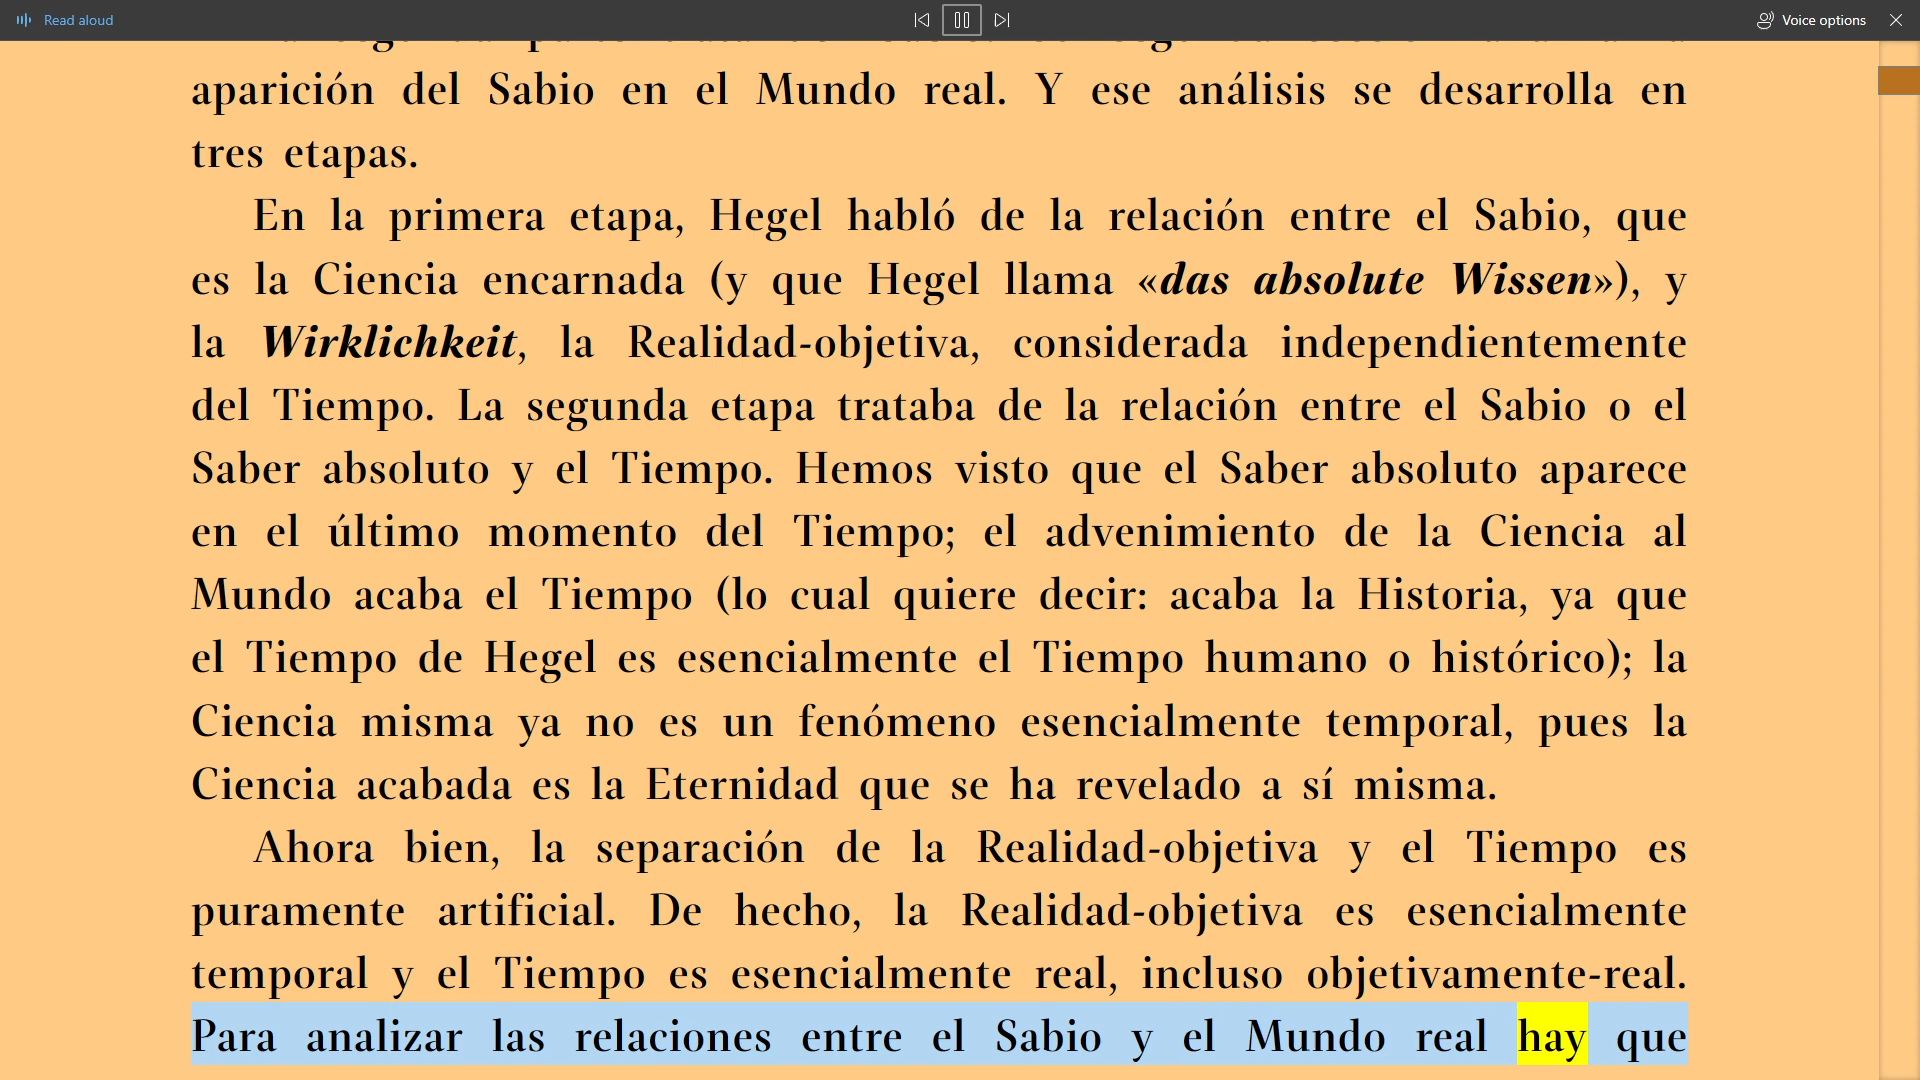 Read aloud
Voice options
aparición del Sabio en el Mundo real. Y ese análisis se desarrolla en
tres etapas.
En la primera etapa, Hegel habló de la relación entre el Sabio, que
es la Ciencia encarnada (y que Hegel llama «das absolute Wissen»), y
la Wirklichkeit, la Realidad-objetiva, considerada independientemente
del Tiempo. La segunda etapa trataba de la relación entre el Sabio o el
Saber absoluto y el Tiempo. Hemos visto que el Saber absoluto aparece
en el último momento del Tiempo; el advenimiento de la Ciencia al
Mundo acaba el Tiempo (lo cual quiere decir: acaba la Historia, ya que
el Tiempo de Hegel es esencialmente el Tiempo humano o histórico); la
Ciencia misma ya no es un fenómeno esencialmente temporal, pues la
Ciencia acabada es la Eternidad que se ha revelado a sí misma.
Ahora bien, la separación de la Realidad-objetiva y el Tiempo es
puramente artificial. De hecho, la Realidad-objetiva es esencialmente
temporal y el Tiempo es esencialmente real, incluso objetivamente-real.
Para analizar las relaciones entre el Sabio y el Mundo real hay que